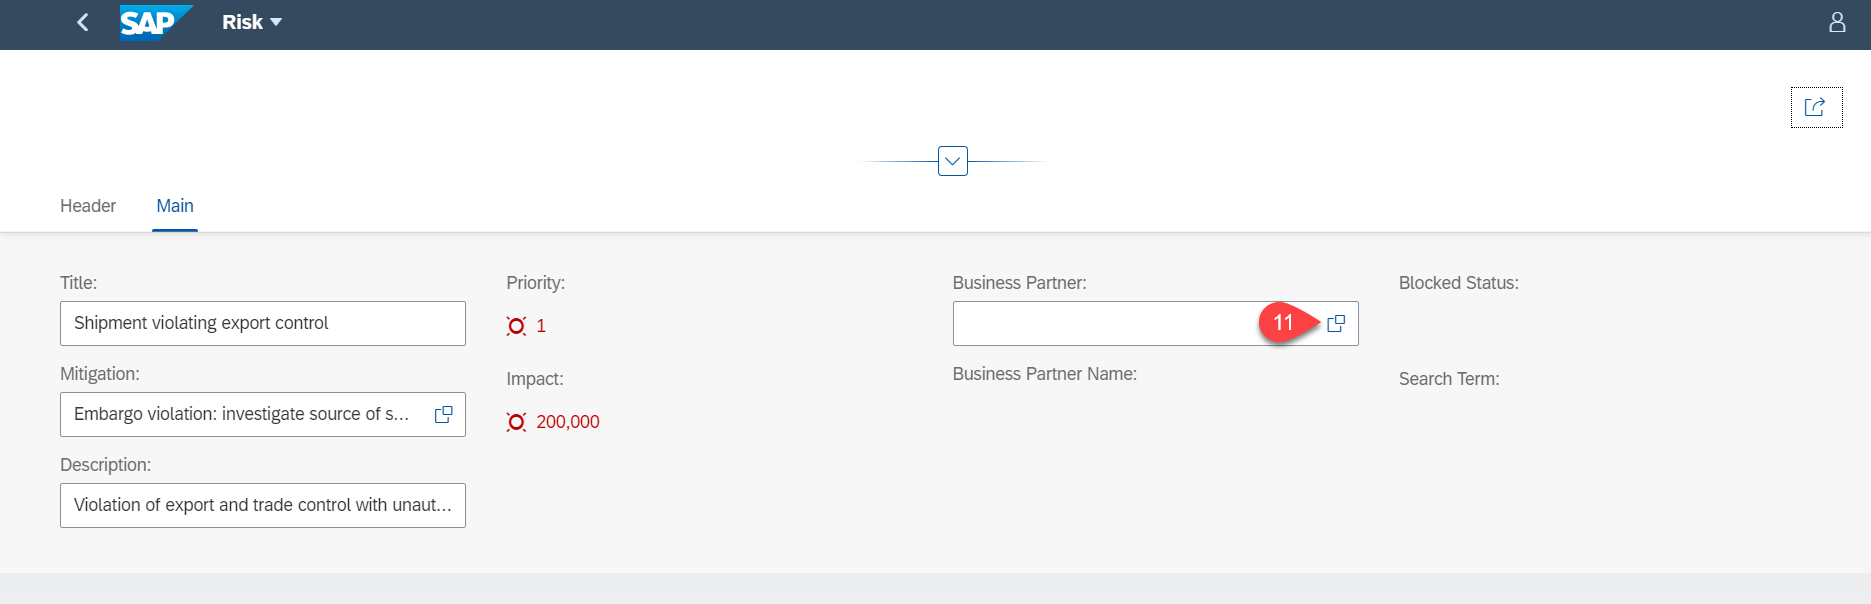 SAP Risk
Header Main
Title: Priority: Business Partner: Blocked Status:
Shipment violating export control 1 11
Mitigation: Impact: Business Partner Name: Search Term:
Embargo violation: investigate source of s... 200,000
Description:
Violation of export and trade control with unaut...